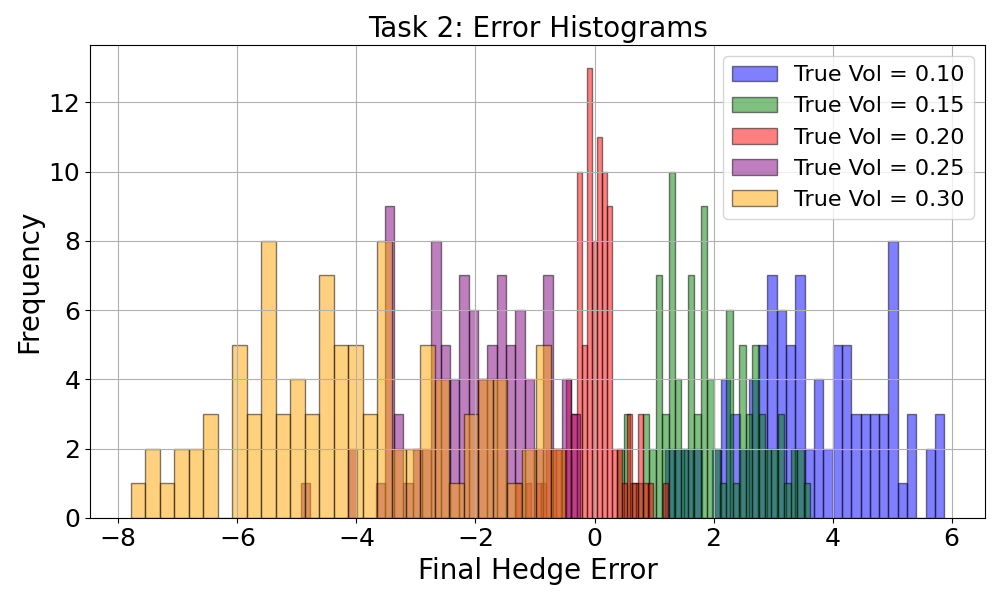 Task 2: Error Histograms
True Vol = 0.10
True Vol = 0.15
True Vol = 0.20
True Vol = 0.25
True Vol = 0.30
Frequency
12
10
8
6
4
2
0
−8 −6 −4 −2 0 2 4 6
Final Hedge Error